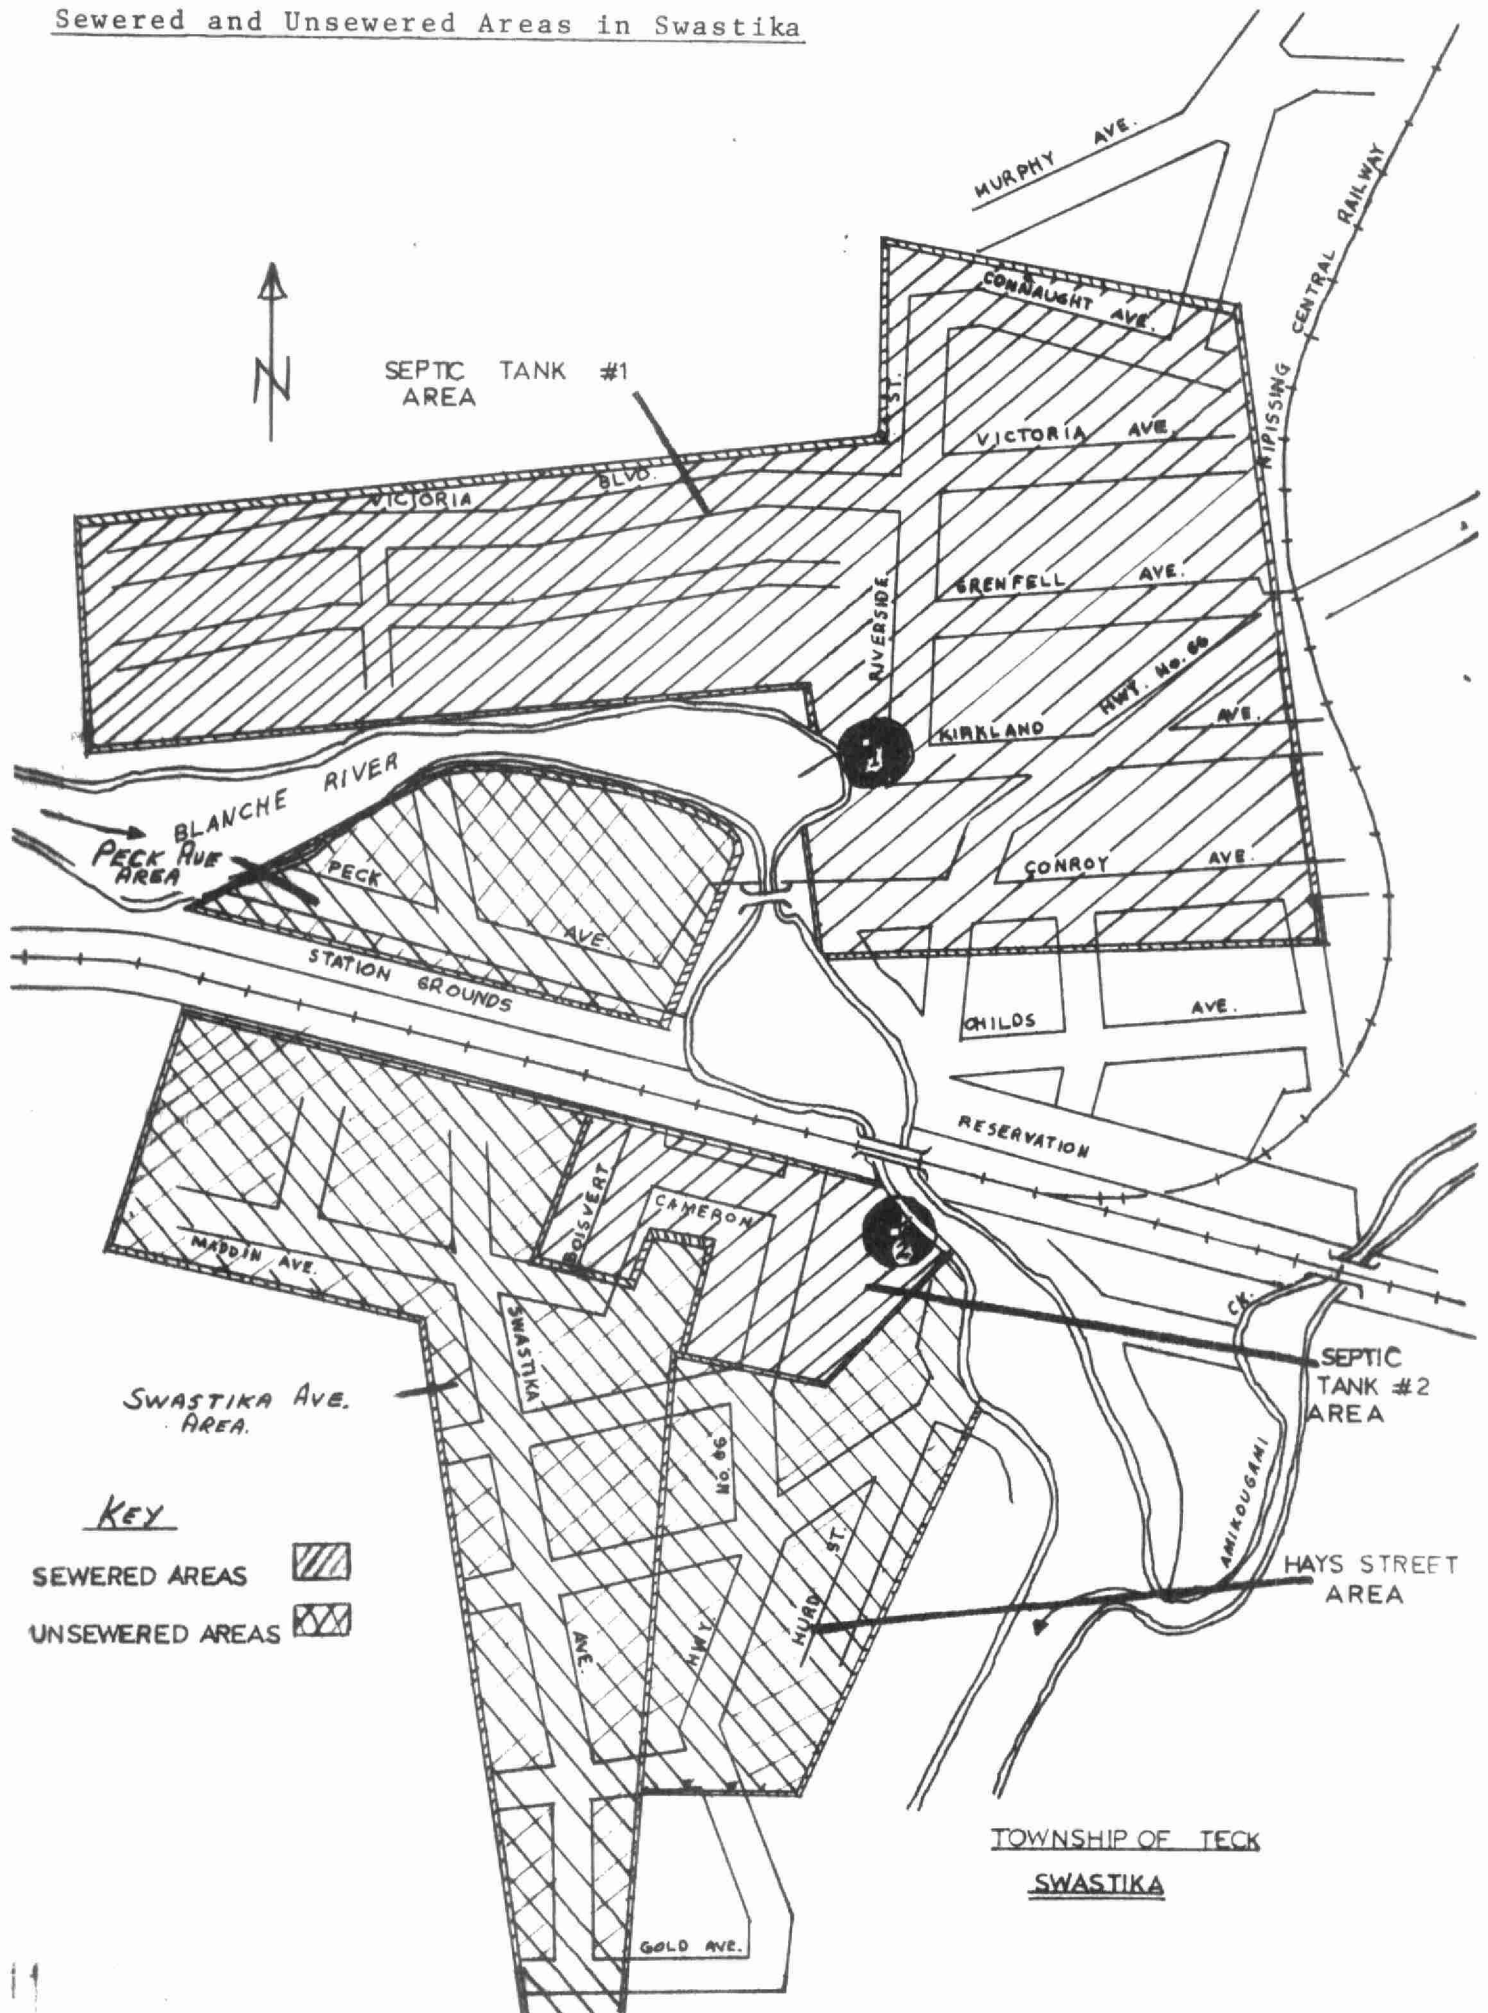 Sewered and Unsewered Areas in Swastika
MURPHY AVE.
NIPISSING CENTRAL RAILWAY
CONNAUGHT AVE.
N
SEPTIC TANK #1
AREA
ST.
VICTORIA AVE
VICTORIA BLVD.
GRENFELL AVE.
RIVERSIDE
HWY. No. 66
KIRKLAND AVE.
1
BLANCHE RIVER
PECK AVE
AREA
PECK AVE.
CONROY AVE
STATION GROUNDS
CHILDS AVE.
RESERVATION
BOISVERT
CAMERON
2
MADDIN AVE.
SWASTIKA
CK.
SEPTIC
TANK #2
AREA
SWASTIKA AVE.
AREA.
No. 66
AMIKOUGAMI
KEY
SEWERED AREAS
UNSEWERED AREAS
HAYS STREET
AREA
ST.
HURD
HWY.
AVE.
TOWNSHIP OF TECK
SWASTIKA
GOLD AVE.
11